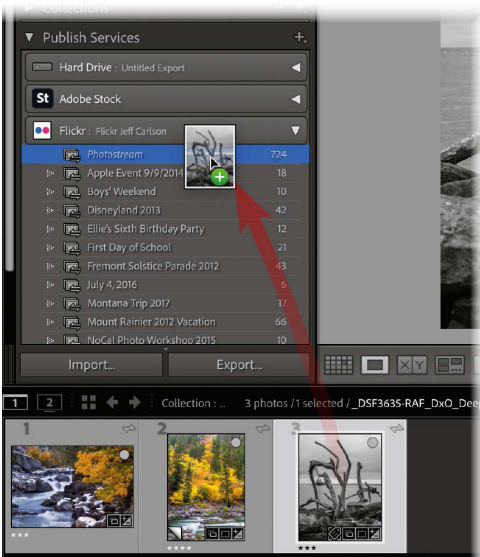 Collections
Publish Services
Hard Drive : Untitled Export
St Adobe Stock
Flickr : Flickr Jeff Carlson
Photostream 724
Apple Event 9/9/2014 18
Boys' Weekend 10
Disneyland 2013 42
Ellie's Sixth Birthday Party 12
First Day of School 21
Fremont Solstice Parade 2012 43
July 4, 2016 6
Montana Trip 2017 17
Mount Rainier 2012 Vacation 66
NoCal Photo Workshop 2015 10
Import... Export...
XY
1 2 Collection : ... 3 photos /1 selected /_DSF3635-RAF_DxO_Deep
1 2 3